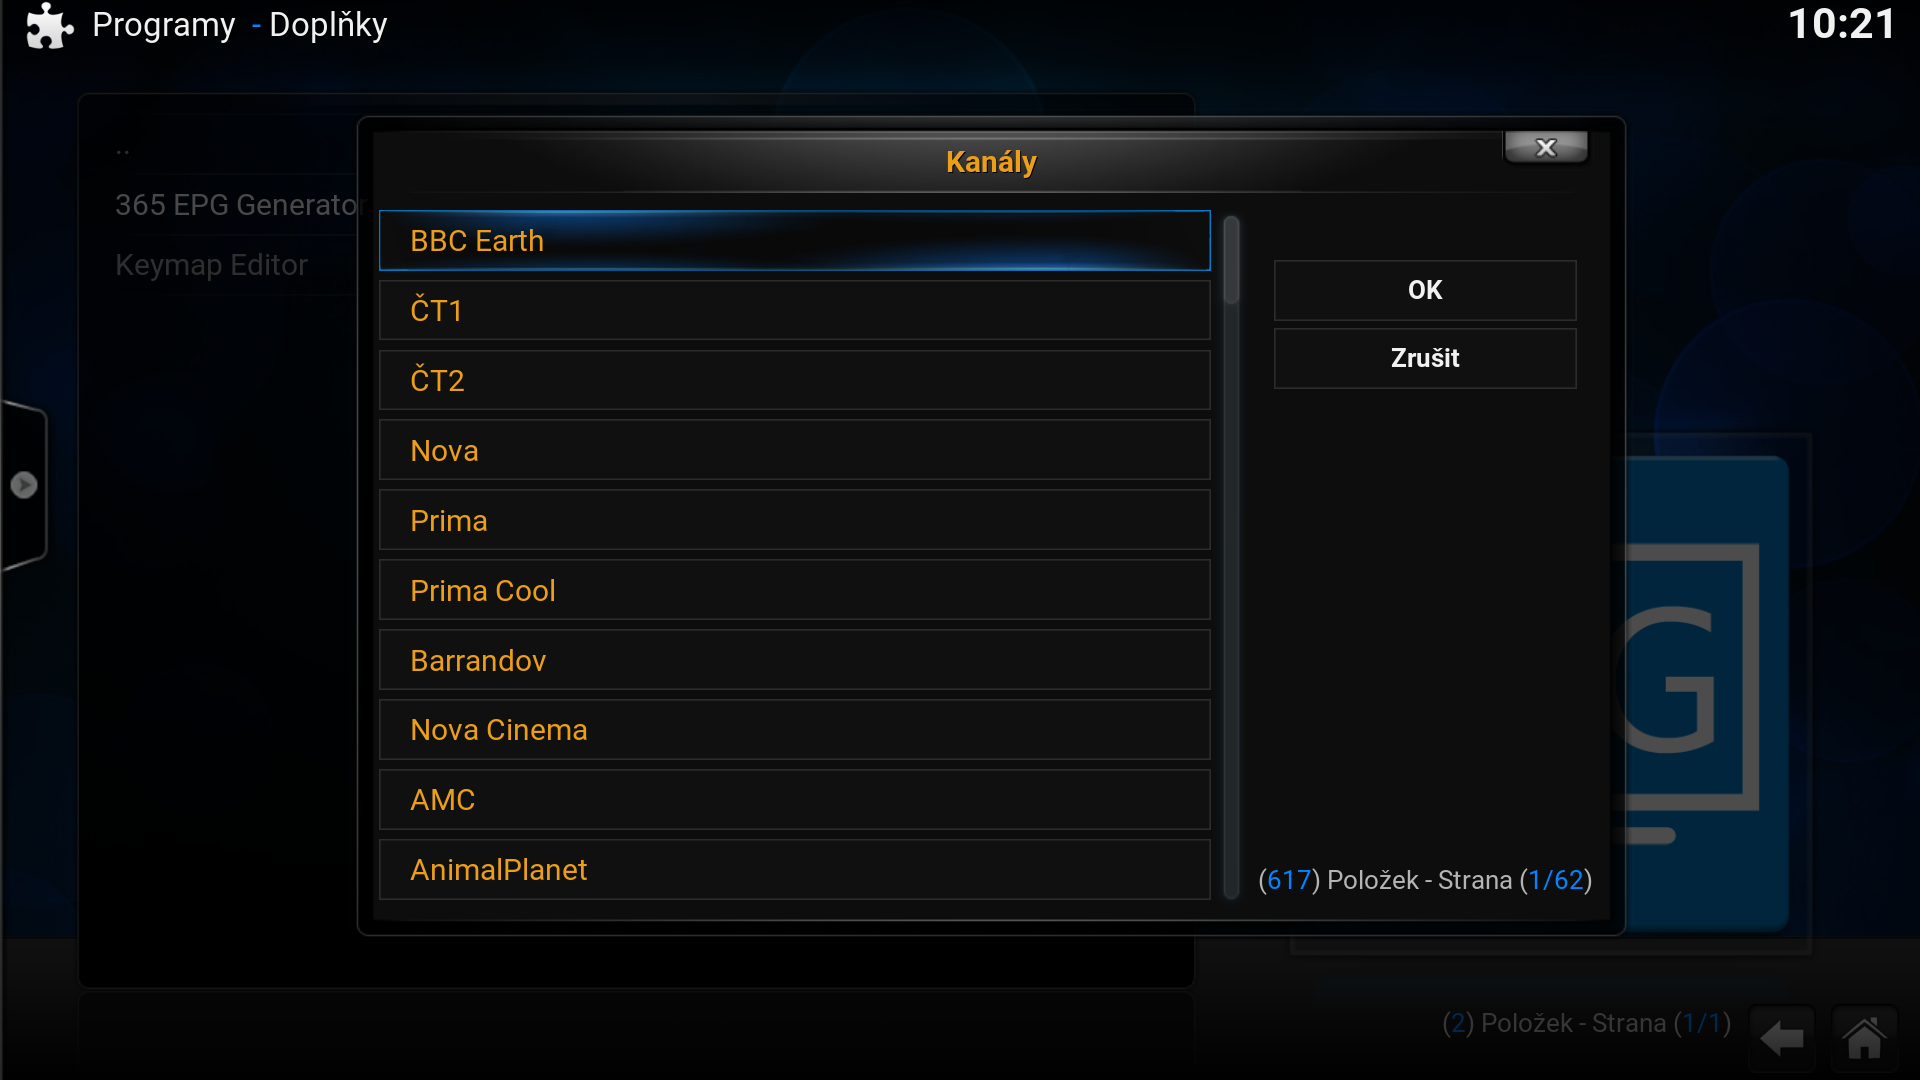 Programy - Doplňky
10:21
..
365 EPG Generator
Keymap Editor
Kanály
x
BBC Earth
ČT1
ČT2
Nova
Prima
Prima Cool
Barrandov
Nova Cinema
AMC
AnimalPlanet
OK
Zrušit
(617) Položek - Strana (1/62)
G
(2) Položek - Strana (1/1)